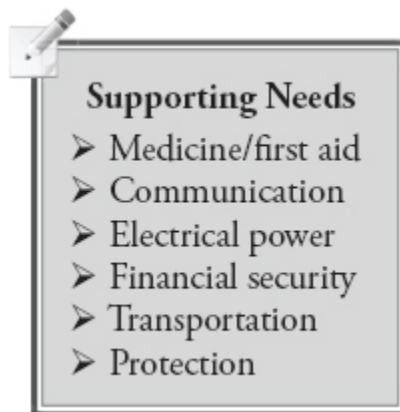 Supporting Needs
➢ Medicine/first aid
➢ Communication
➢ Electrical power
➢ Financial security
➢ Transportation
➢ Protection